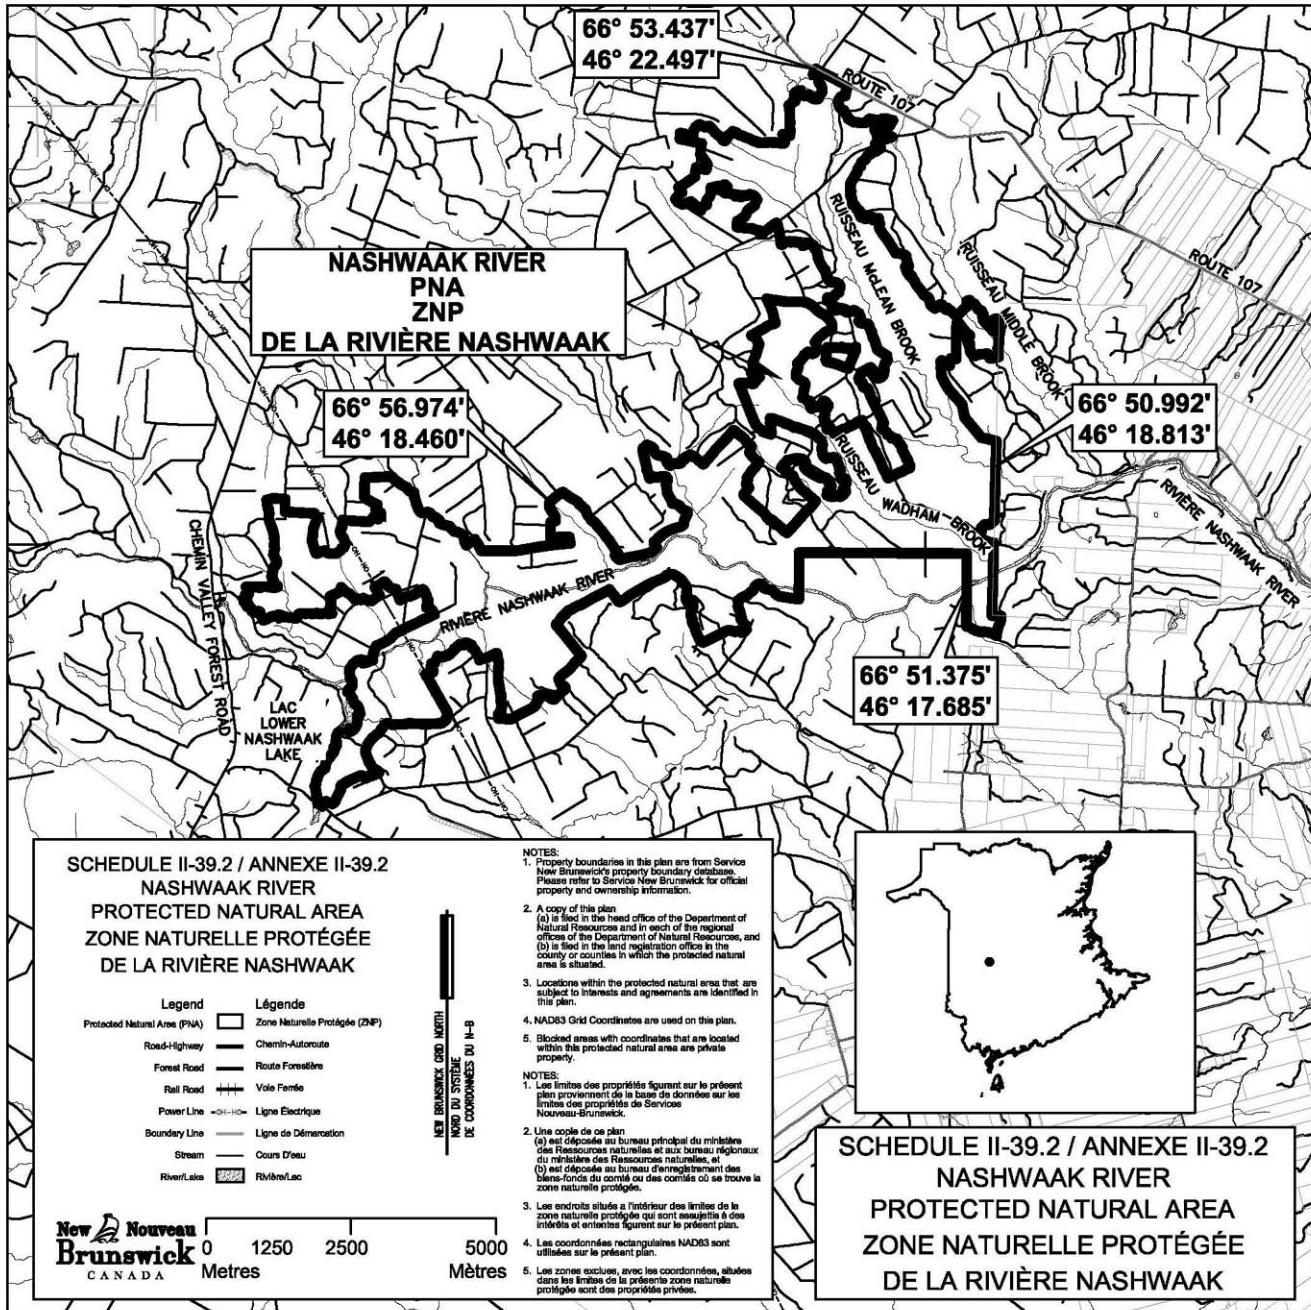 66° 53.437'
46° 22.497'
ROUTE 107
RUISSEAU McLEAN BROOK
RUISSEAU MIDDLE BROOK
ROUTE 107
NASHWAAK RIVER
PNA
ZNP
DE LA RIVIÈRE NASHWAAK
66° 56.974'
46° 18.460'
66° 50.992'
46° 18.813'
RUISSEAU WADHAM BROOK
RIVIÈRE NASHWAAK RIVER
CHEMIN VALLEY FOREST ROAD
RIVIÈRE NASHWAAK RIVER
66° 51.375'
46° 17.685'
LAC
LOWER
NASHWAAK
LAKE
SCHEDULE II-39.2 / ANNEXE II-39.2
NASHWAAK RIVER
PROTECTED NATURAL AREA
ZONE NATURELLE PROTÉGÉE
DE LA RIVIÈRE NASHWAAK
Legend Légende
Protected Natural Area (PNA) Zone Naturelle Protégée (ZNP)
Road-Highway Chemin-Autoroute
Forest Road Route Forestière
Rail Road Voie Ferrée
Power Line -OH-HO- Ligne Électrique
Boundary Line Ligne de Démarcation
Stream Cours D'eau
River/Lake Rivière/Lac
NEW BRUNSWICK GRID NORTH
NORD DU SYSTÈME
DE COORDONNÉES DU N-B
New Nouveau
Brunswick
CANADA
0 1250 2500 5000
Metres Mètres
NOTES:
1. Property boundaries in this plan are from Service
New Brunswick's property boundary database.
Please refer to Service New Brunswick for official
property and ownership information.
2. A copy of this plan
(a) is filed in the head office of the Department of
Natural Resources and in each of the regional
offices of the Department of Natural Resources, and
(b) is filed in the land registration office in the
county or counties in which the protected natural
area is situated.
3. Locations within the protected natural area that are
subject to interests and agreements are identified in
this plan.
4. NAD83 Grid Coordinates are used on this plan.
5. Blocked areas with coordinates that are located
within this protected natural area are private
property.
NOTES:
1. Les limites des propriétés figurant sur le présent
plan proviennent de la base de données sur les
limites des propriétés de Services
Nouveau-Brunswick.
2. Une copie de ce plan
(a) est déposée au bureau principal du ministère
des Ressources naturelles et aux bureau régionaux
du ministère des Ressources naturelles, et
(b) est déposée au bureau d'enregistrement des
biens-fonds du comté ou des comtés où se trouve la
zone naturelle protégée.
3. Les endroits situés a l'intérieur des limites de la
zone naturelle protégée qui sont assujettis à des
intérêts et ententes figurent sur le présent plan.
4. Les coordonnées rectangulaires NAD83 sont
utilisées sur le présent plan.
5. Les zones exclues, avec les coordonnées, situées
dans les limites de la présente zone naturelle
protégée sont des propriétés privées.
SCHEDULE II-39.2 / ANNEXE II-39.2
NASHWAAK RIVER
PROTECTED NATURAL AREA
ZONE NATURELLE PROTÉGÉE
DE LA RIVIÈRE NASHWAAK